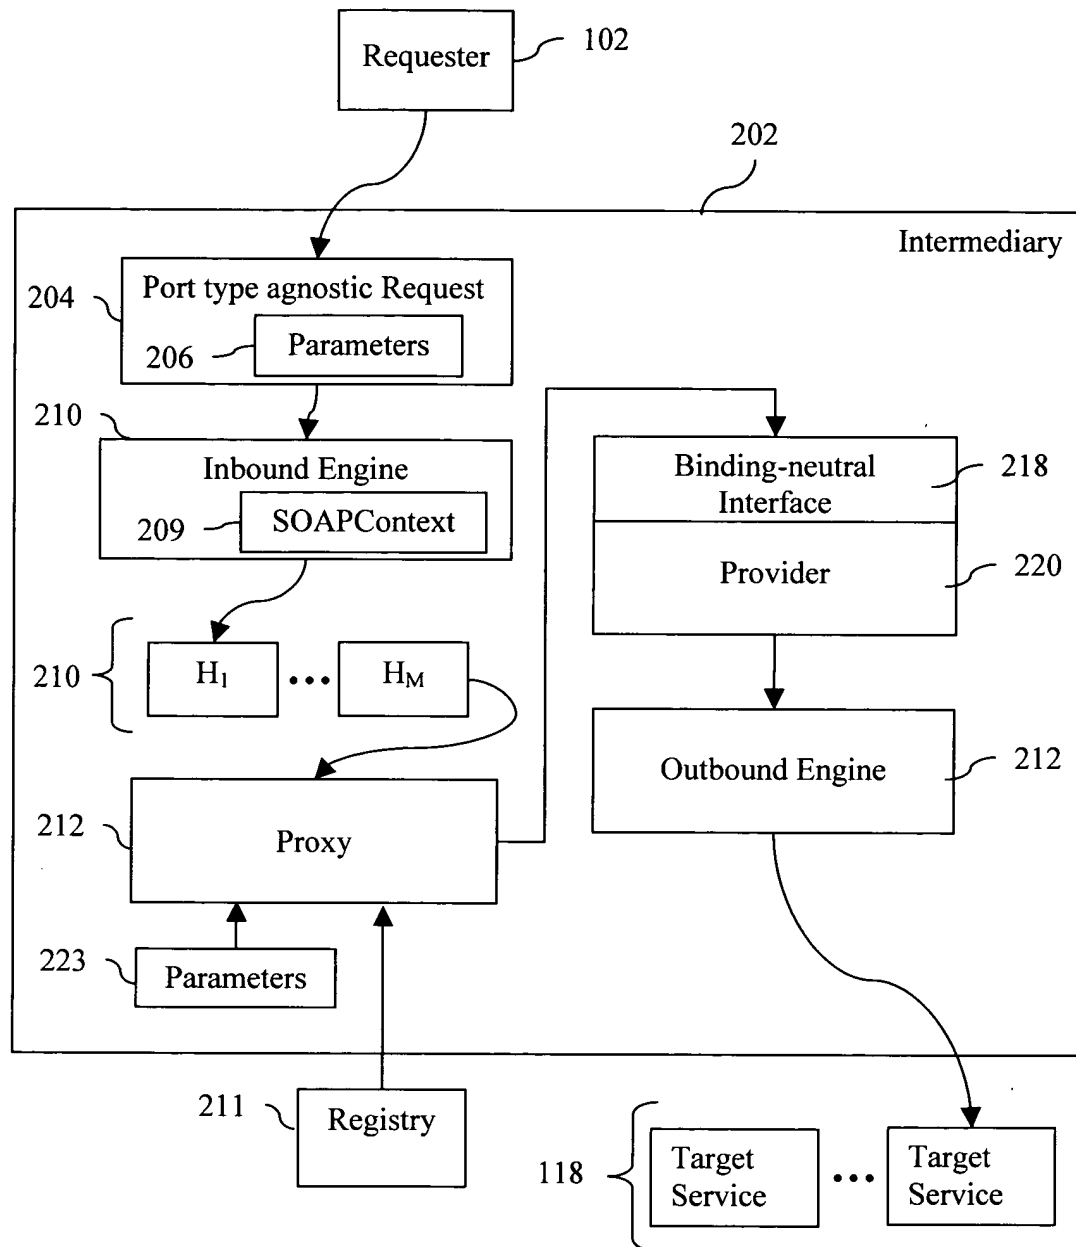 Requester
102
202
Intermediary
204
Port type agnostic Request
206
Parameters
210
Inbound Engine
209
SOAPContext
210
H1
•••
HM
212
Proxy
223
Parameters
211
Registry
Binding-neutral
Interface
218
Provider
220
Outbound Engine
212
118
Target
Service
•••
Target
Service